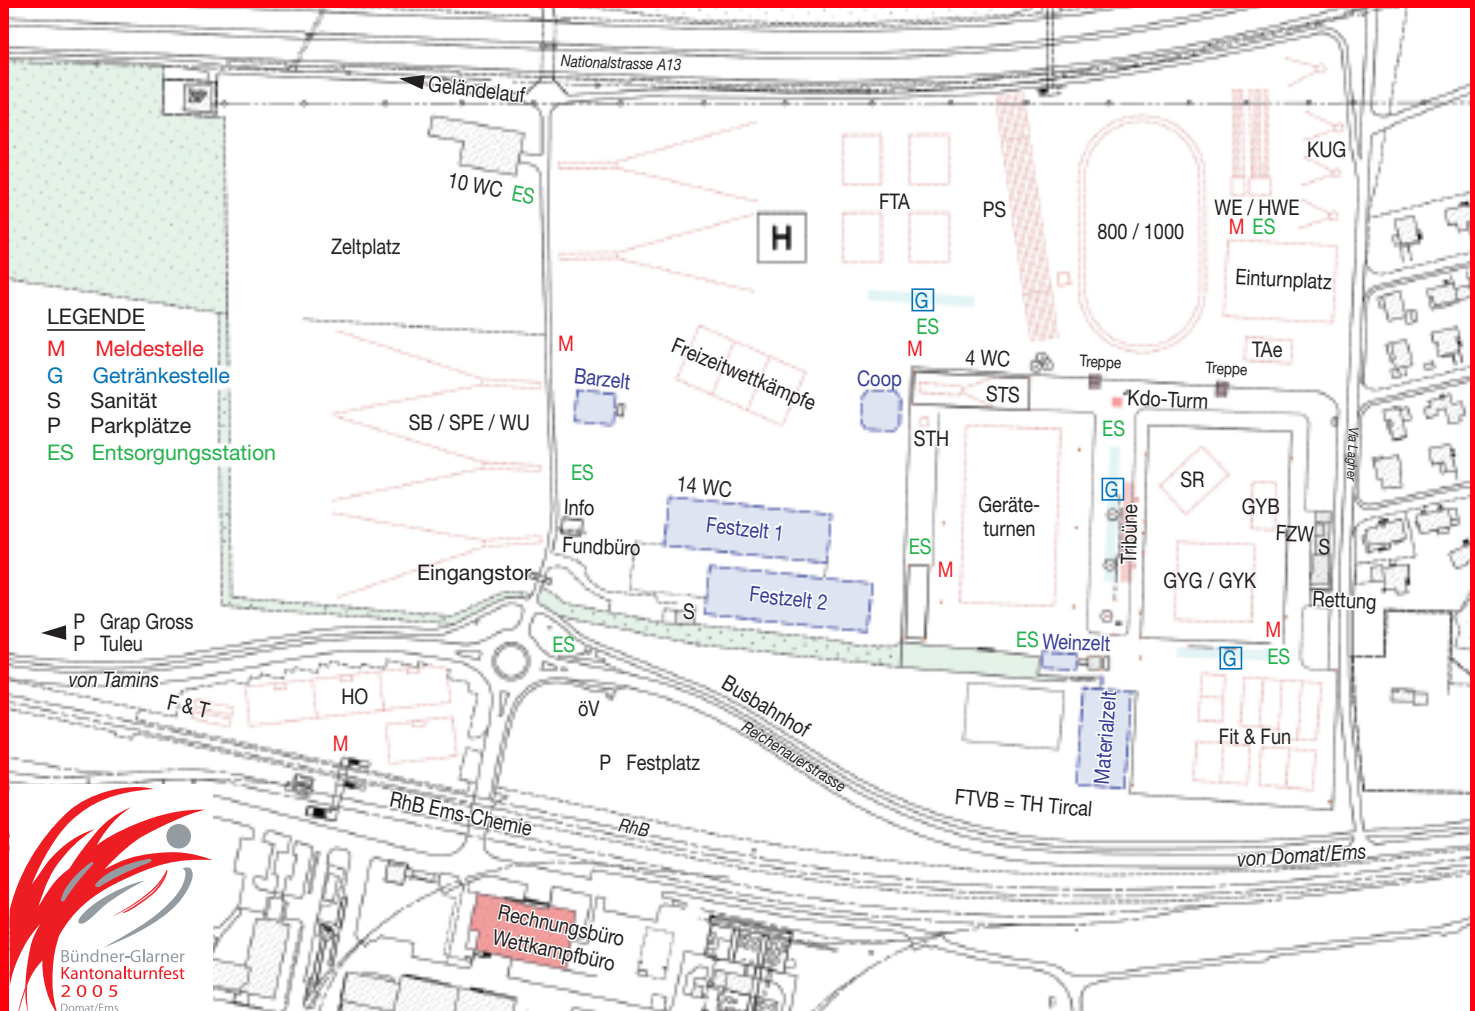 Nationalstrasse A13
Geländelauf
10 WC
ES
Zeltplatz
H
FTA
PS
800 / 1000
KUG
WE / HWE
M ES
Einturnplatz
TAe
G
ES
M
M
4 WC
Treppe
Treppe
LEGENDE
M Meldestelle
G Getränkestelle
S Sanität
P Parkplätze
ES Entsorgungsstation
Barzelt
Freizeitwettkämpfe
Coop
STS
Kdo-Turm
SB / SPE / WU
STH
ES
Via Lagher
ES
14 WC
G
SR
GYB
Geräte-
turnen
Tribüne
Info
Fundbüro
Festzelt 1
FZW
S
ES
M
Eingangstor
GYG / GYK
Festzelt 2
S
Rettung
P Grap Gross
P Tuleu
von Tamins
ES
ES
Weinzelt
M
G
ES
F & T
HO
M
öV
Busbahnhof
Reichenauerstrasse
P Festplatz
Materialzelt
Fit & Fun
FTVB = TH Tircal
RhB Ems-Chemie
RhB
von Domat/Ems
Rechnungsbüro
Wettkampfbüro
Bündner-Glarner
Kantonalturnfest
2005
Domat/Ems